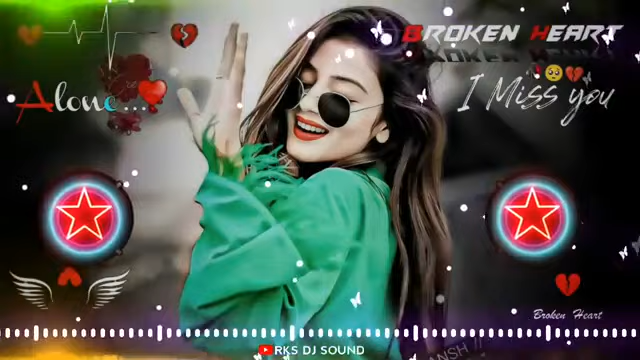 BROKEN HEART
Alone...
I Miss you
Broken Heart
RKS DJ SOUND